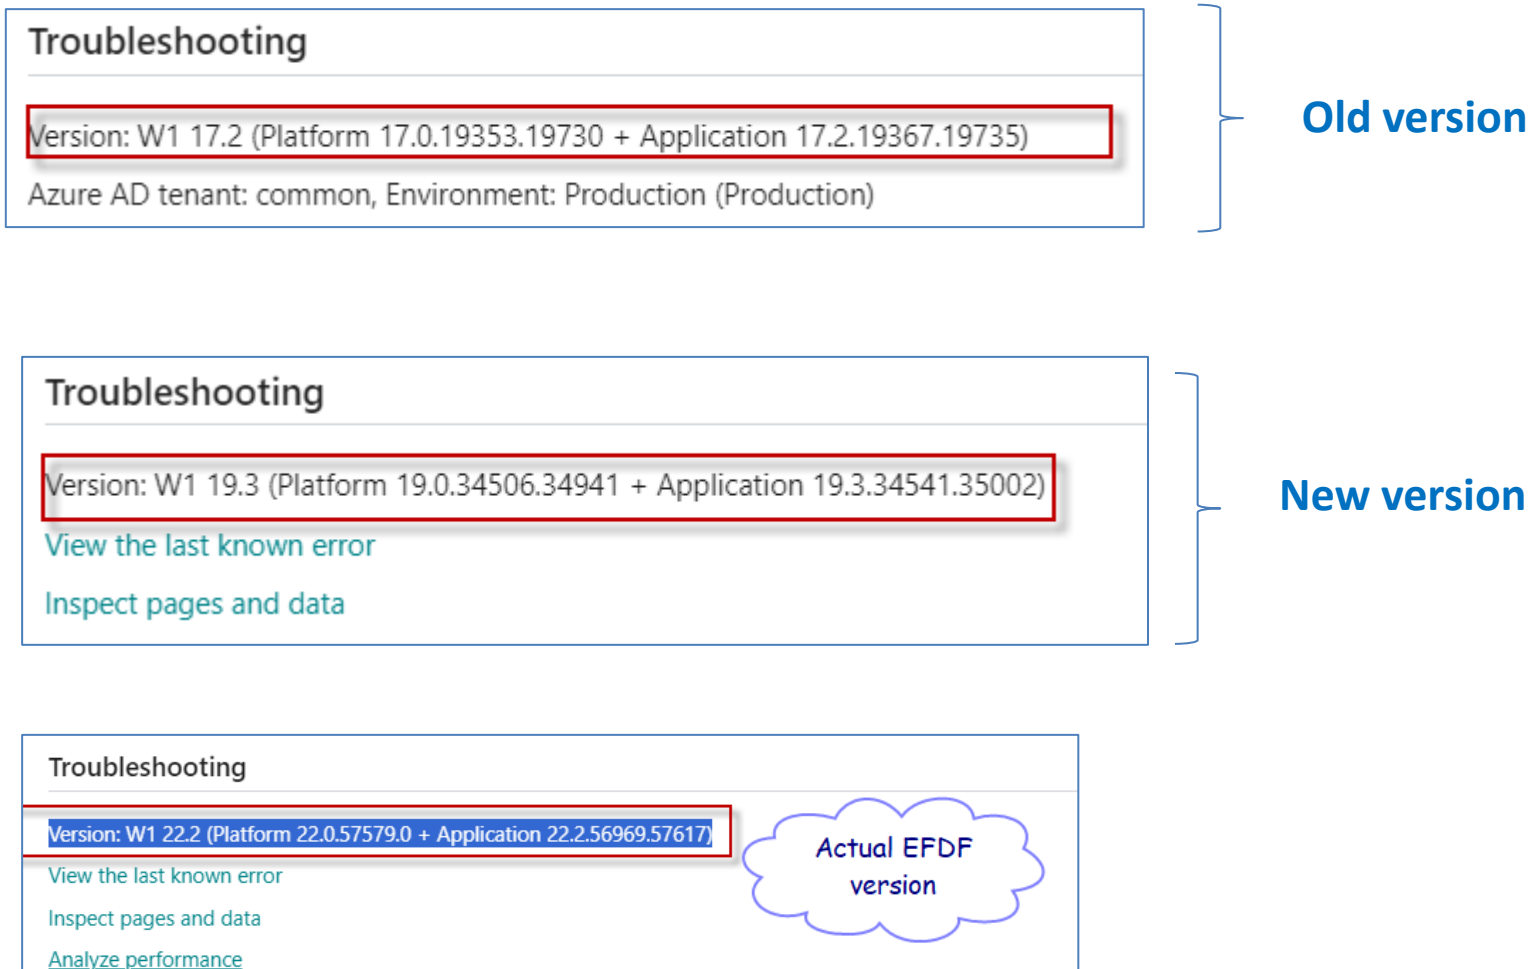 Troubleshooting
Version: W1 17.2 (Platform 17.0.19353.19730 + Application 17.2.19367.19735)
Azure AD tenant: common, Environment: Production (Production)
Old version
Troubleshooting
Version: W1 19.3 (Platform 19.0.34506.34941 + Application 19.3.34541.35002)
View the last known error
Inspect pages and data
New version
Troubleshooting
Version: W1 22.2 (Platform 22.0.57579.0 + Application 22.2.56969.57617)
View the last known error
Inspect pages and data
Analyze performance
Actual EFDF
version